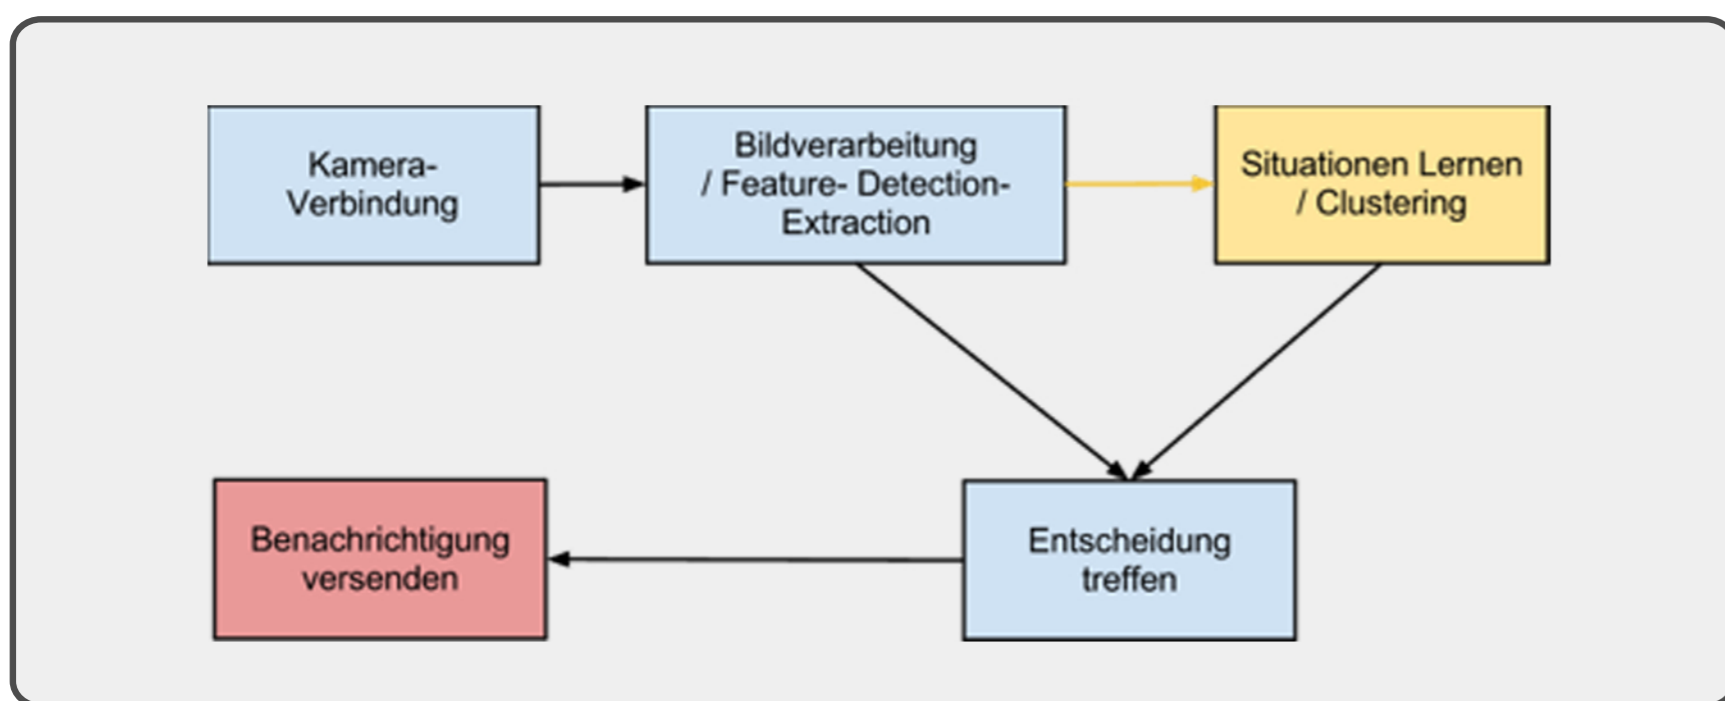 Kamera-
Verbindung
Bildverarbeitung
/ Feature- Detection-
Extraction
Situationen Lernen
/ Clustering
Benachrichtigung
versenden
Entscheidung
treffen